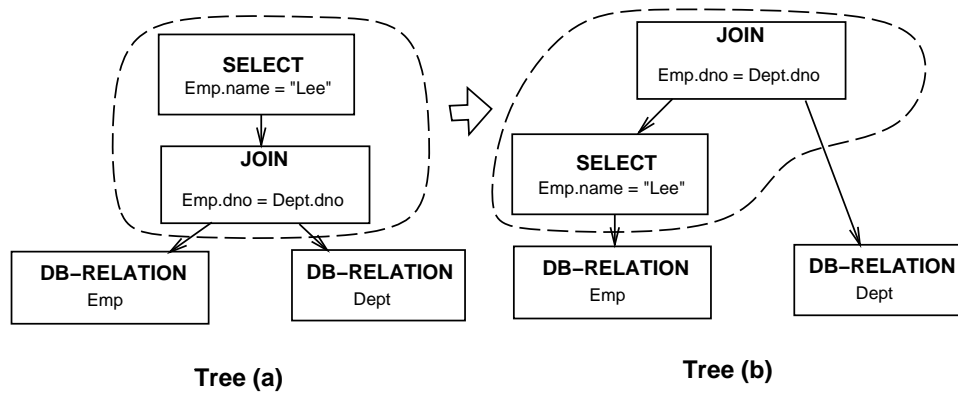 SELECT
Emp.name = "Lee"
JOIN
Emp.dno = Dept.dno
DB−RELATION
Emp
DB−RELATION
Dept
Tree (a)
JOIN
Emp.dno = Dept.dno
SELECT
Emp.name = "Lee"
DB−RELATION
Emp
DB−RELATION
Dept
Tree (b)